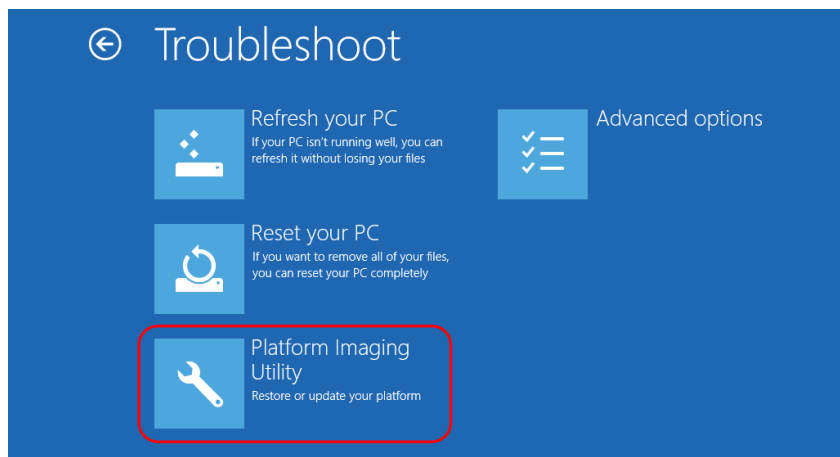 Troubleshoot
Refresh your PC
If your PC isn't running well, you can
refresh it without losing your files
Advanced options
Reset your PC
If you want to remove all of your files,
you can reset your PC completely
Platform Imaging
Utility
Restore or update your platform